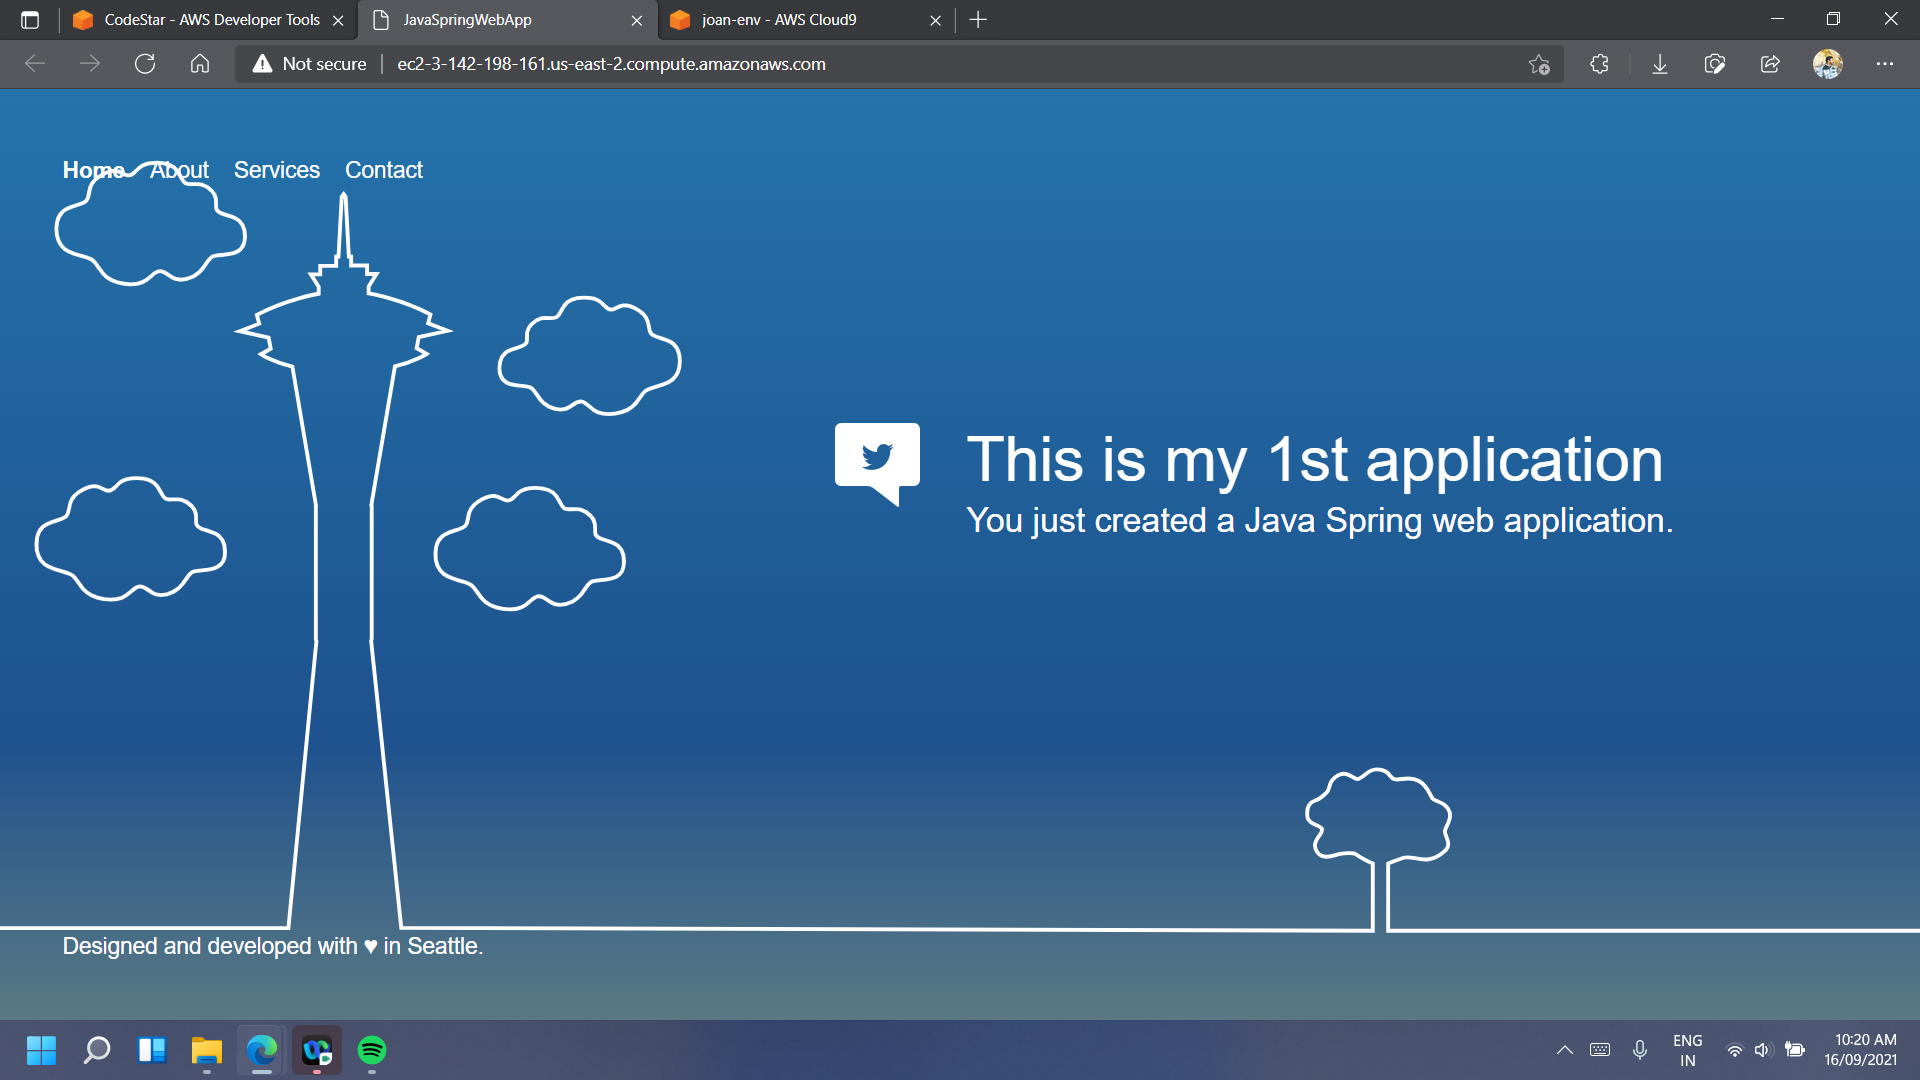 CodeStar - AWS Developer Tools
JavaSpringWebApp
joan-env - AWS Cloud9
Not secure
ec2-3-142-198-161.us-east-2.compute.amazonaws.com
Home About Services Contact
This is my 1st application
You just created a Java Spring web application.
Designed and developed with ♥ in Seattle.
ENG
IN
10:20 AM
16/09/2021